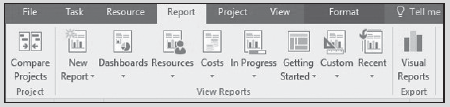 File Task Resource Report Project View Format Tell me
Compare Projects
New Report
Dashboards
Resources
Costs
In Progress
Getting Started
Custom
Recent
Visual Reports
Project View Reports Export